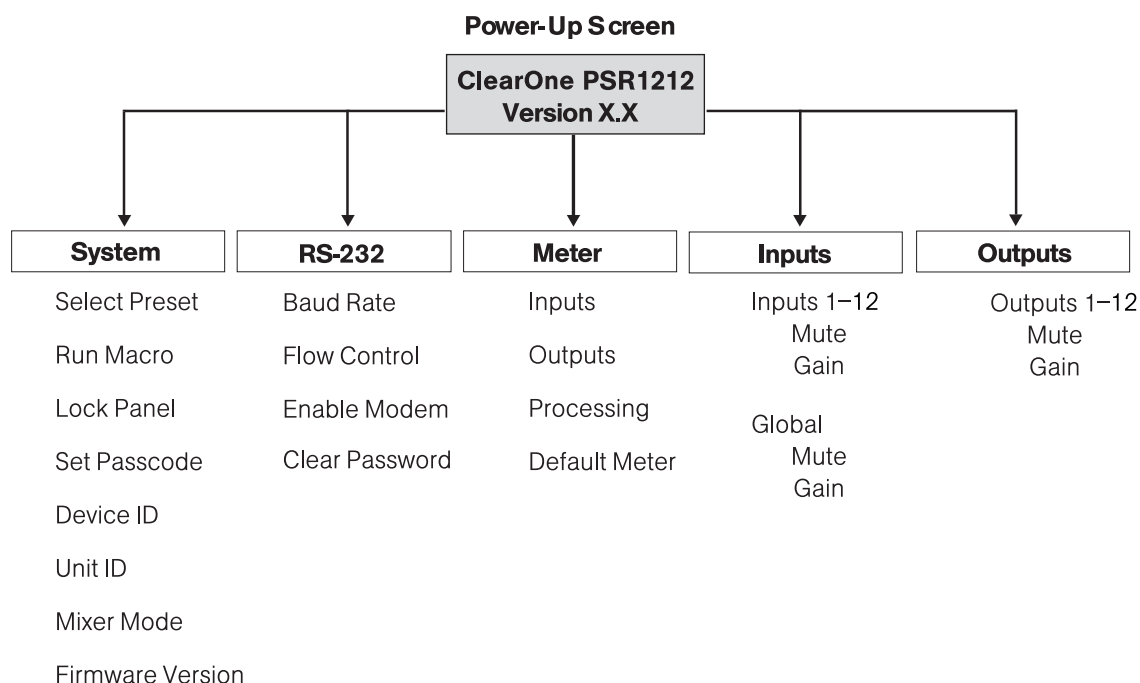 Power-Up Screen
ClearOne PSR1212
Version X.X
System
Select Preset
Run Macro
Lock Panel
Set Passcode
Device ID
Unit ID
Mixer Mode
Firmware Version
RS-232
Baud Rate
Flow Control
Enable Modem
Clear Password
Meter
Inputs
Outputs
Processing
Default Meter
Inputs
Inputs 1–12
Mute
Gain
Global
Mute
Gain
Outputs
Outputs 1–12
Mute
Gain